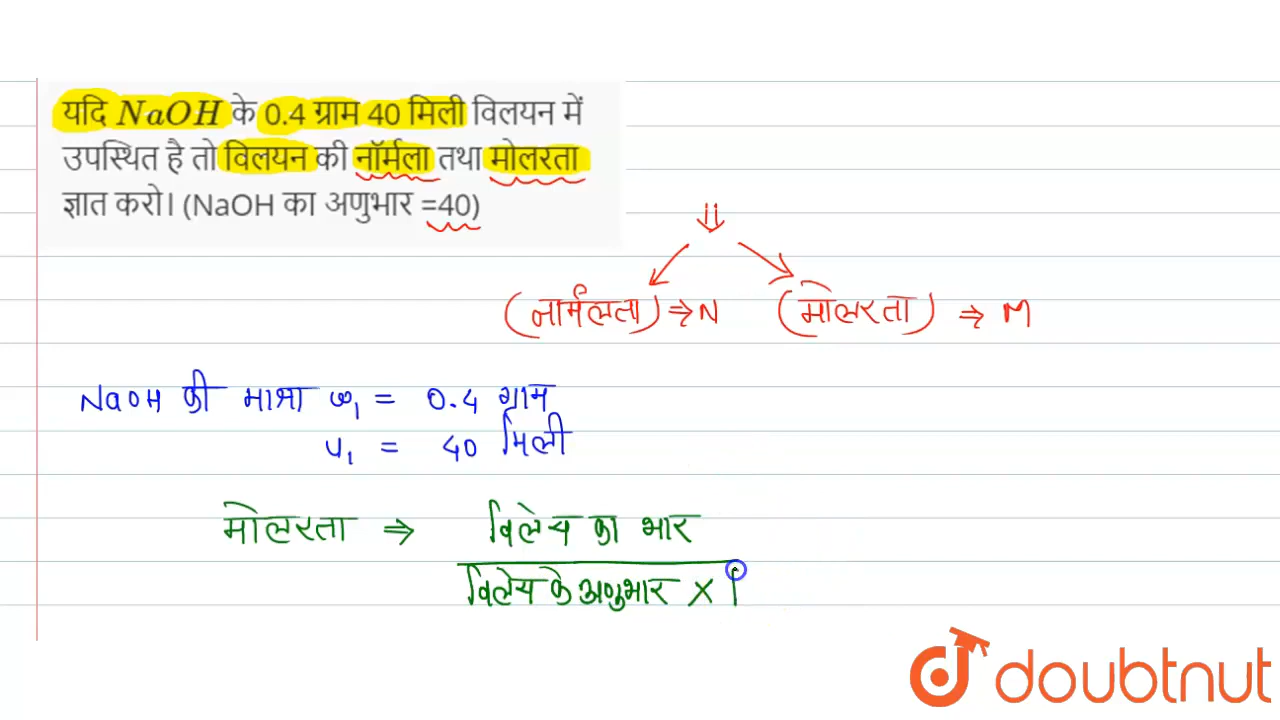 यदि NaOH के 0.4 ग्राम 40 मिली विलयन में
उपस्थित है तो विलयन की नॉर्मला तथा मोलरता
ज्ञात करो। (NaOH का अणुभार =40)
(नार्मलता) ⇒ N (मोलरता) ⇒ M
NaOH की मात्रा w₁ = 0.4 ग्राम
v₁ = 40 मिली
मोलरता ⇒ विलेय का भार
विलेय के अणुभार ×
doubtnut